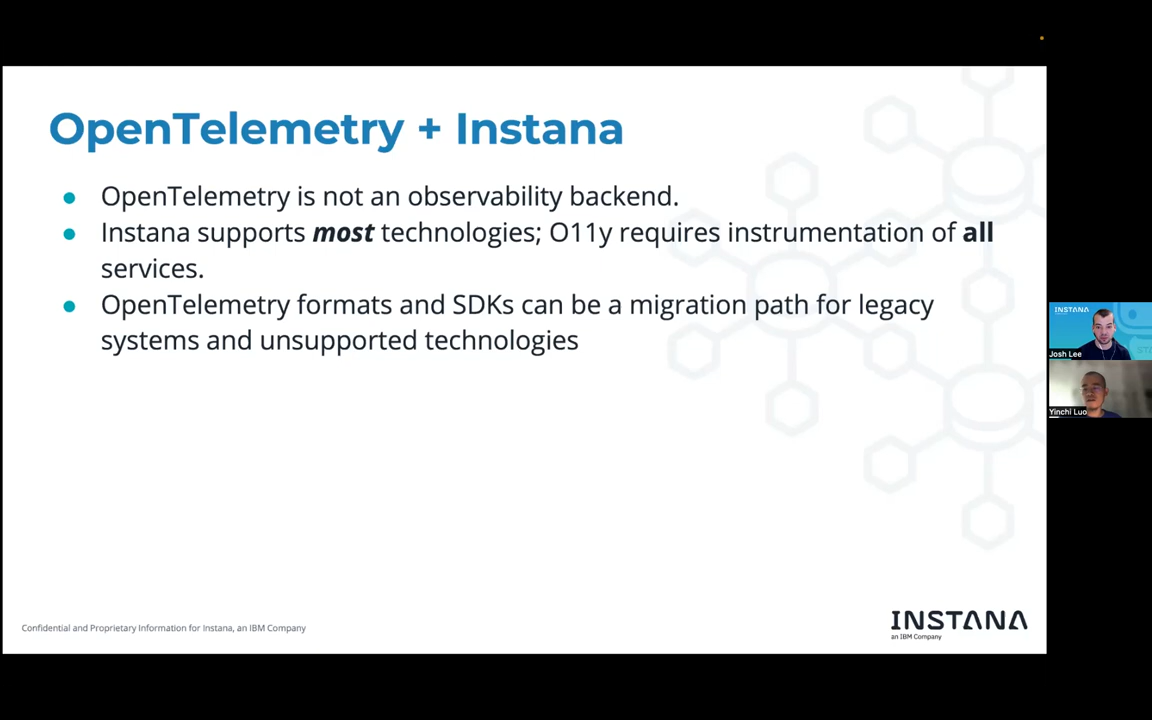 OpenTelemetry + Instana
OpenTelemetry is not an observability backend.
Instana supports most technologies; O11y requires instrumentation of all
services.
OpenTelemetry formats and SDKs can be a migration path for legacy
systems and unsupported technologies
INSTANA
Josh Lee
Yinchi Luo
Confidential and Proprietary Information for Instana, an IBM Company
INSTANA
an IBM Company